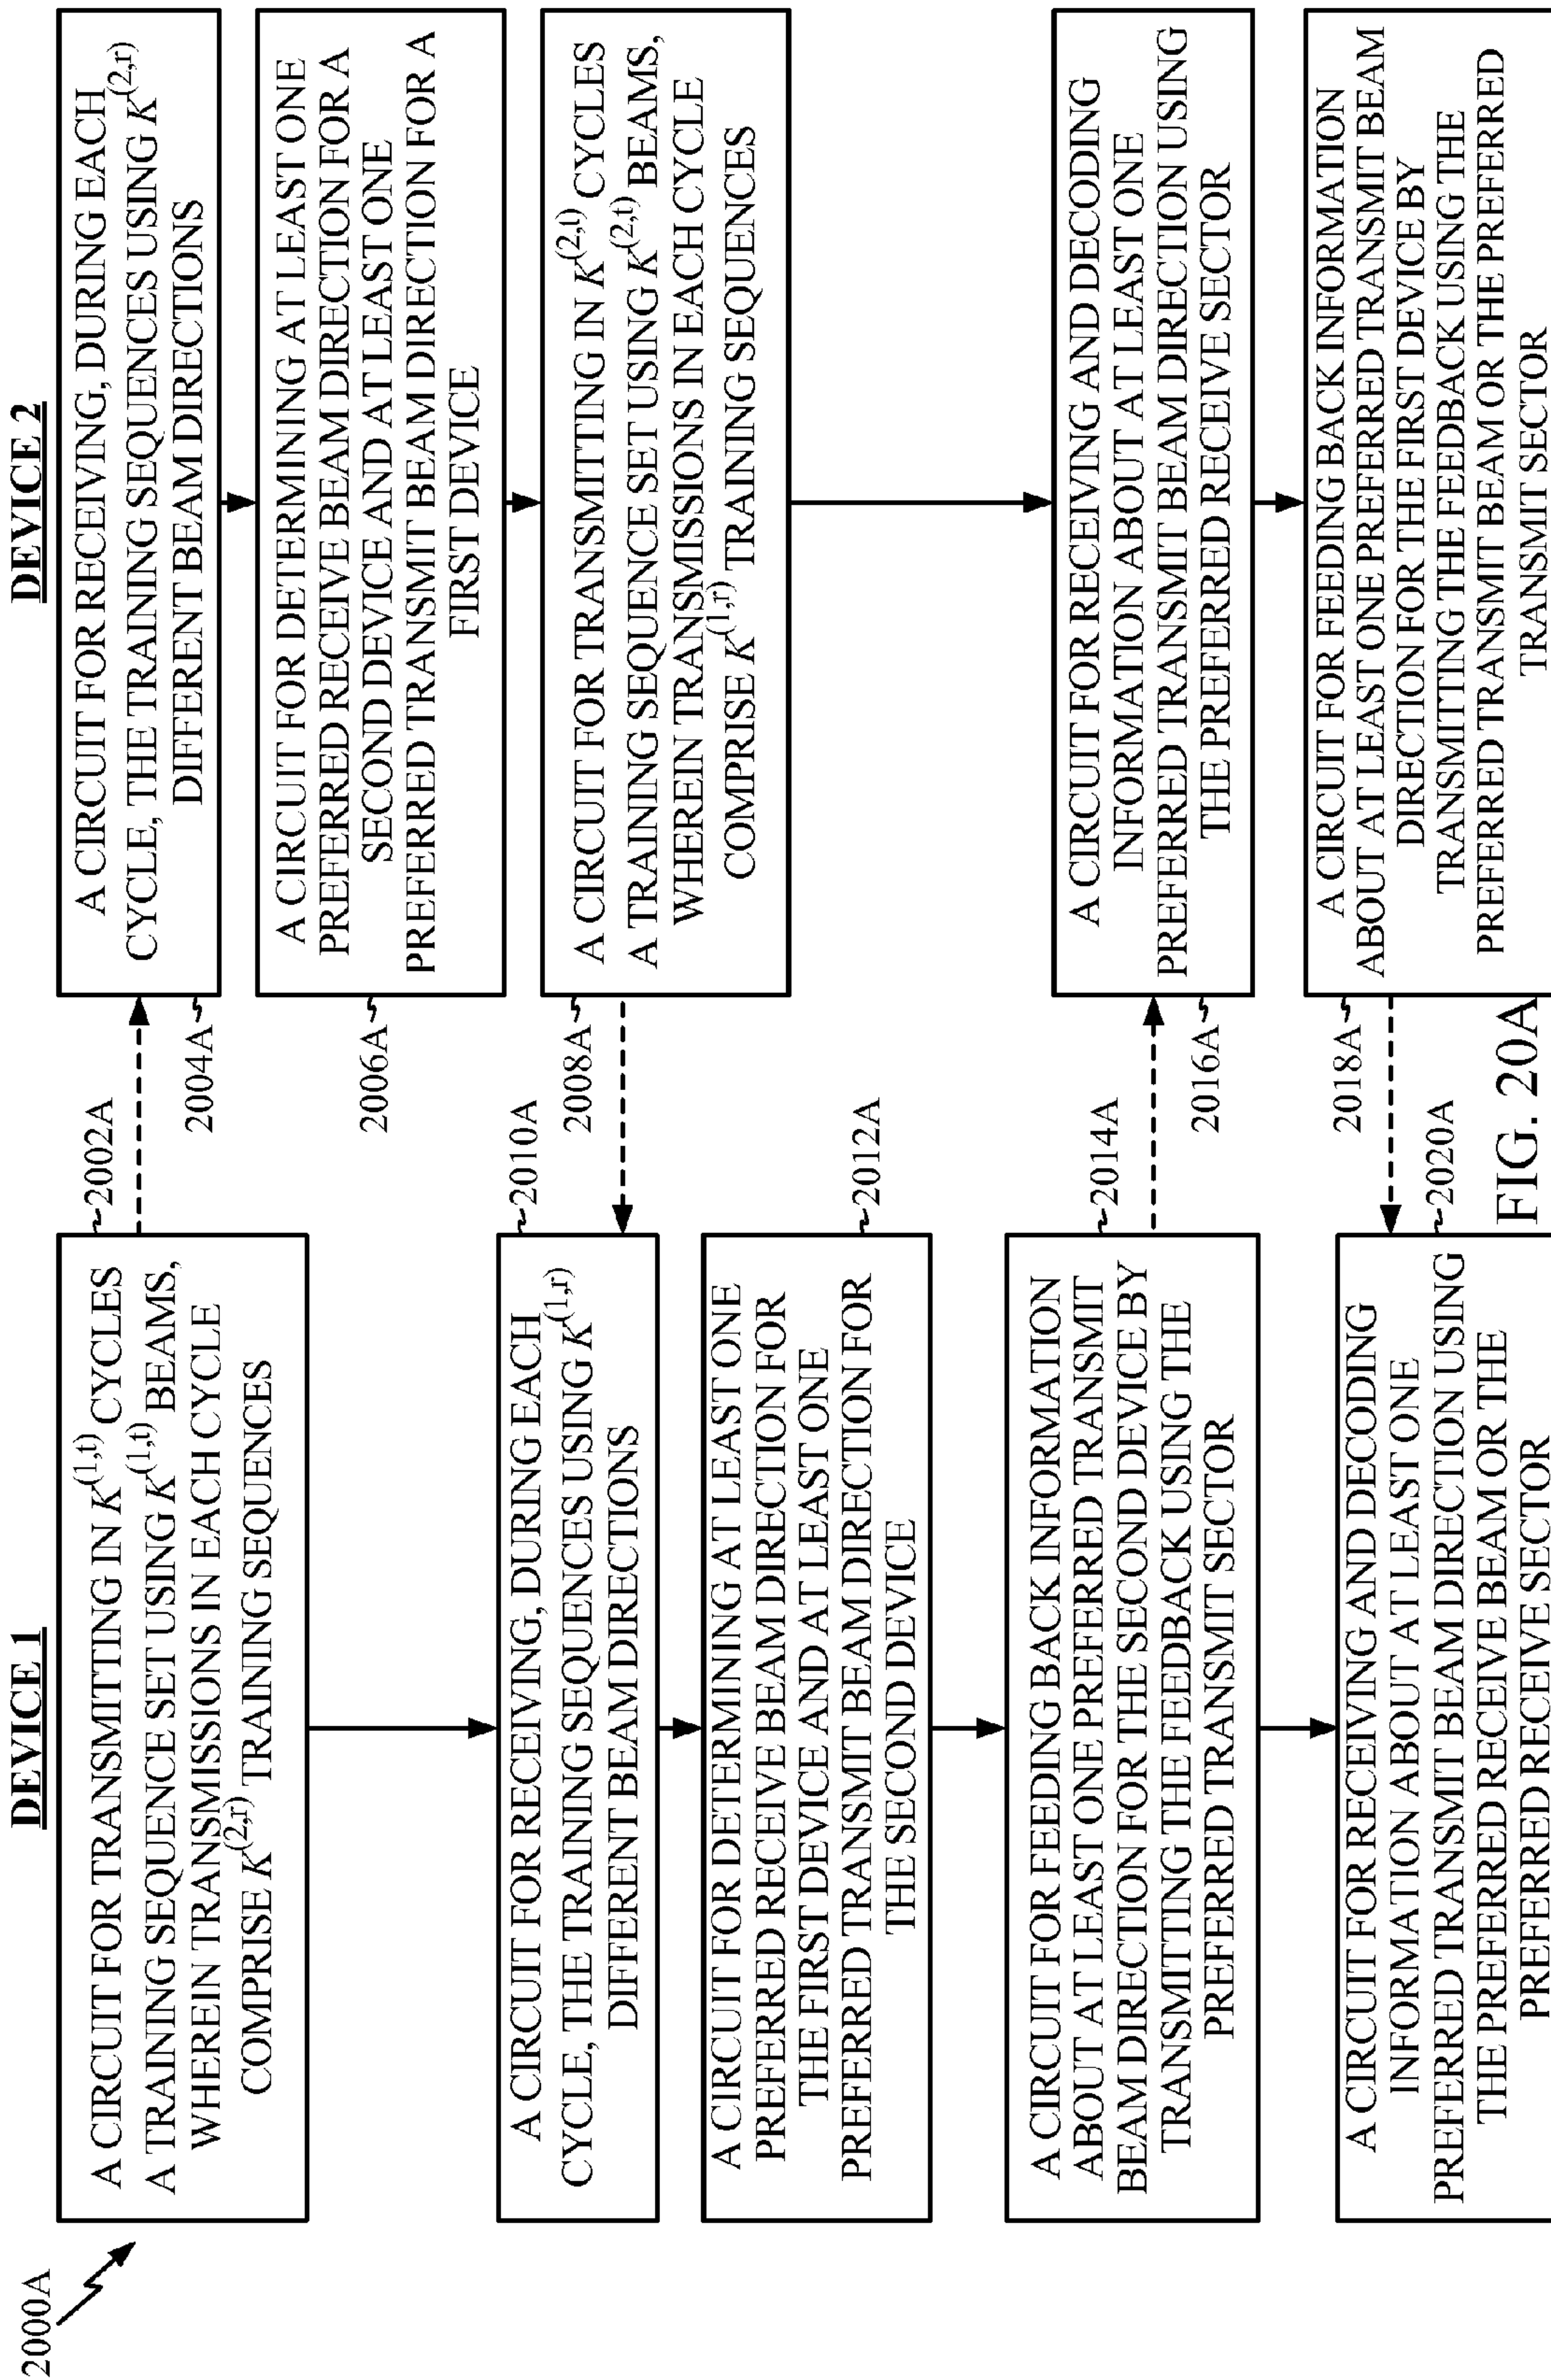 2000A
DEVICE 1
A CIRCUIT FOR TRANSMITTING IN K^(1,t) CYCLES
A TRAINING SEQUENCE SET USING K^(1,t) BEAMS,
WHEREIN TRANSMISSIONS IN EACH CYCLE
COMPRISE K^(2,r) TRAINING SEQUENCES
2002A
A CIRCUIT FOR RECEIVING, DURING EACH
CYCLE, THE TRAINING SEQUENCES USING K^(1,r)
DIFFERENT BEAM DIRECTIONS
2010A
A CIRCUIT FOR DETERMINING AT LEAST ONE
PREFERRED RECEIVE BEAM DIRECTION FOR
THE FIRST DEVICE AND AT LEAST ONE
PREFERRED TRANSMIT BEAM DIRECTION FOR
THE SECOND DEVICE
2012A
A CIRCUIT FOR FEEDING BACK INFORMATION
ABOUT AT LEAST ONE PREFERRED TRANSMIT
BEAM DIRECTION FOR THE SECOND DEVICE BY
TRANSMITTING THE FEEDBACK USING THE
PREFERRED TRANSMIT SECTOR
2014A
A CIRCUIT FOR RECEIVING AND DECODING
INFORMATION ABOUT AT LEAST ONE
PREFERRED TRANSMIT BEAM DIRECTION USING
THE PREFERRED RECEIVE BEAM OR THE
PREFERRED RECEIVE SECTOR
2020A
DEVICE 2
A CIRCUIT FOR RECEIVING, DURING EACH
CYCLE, THE TRAINING SEQUENCES USING K^(2,r)
DIFFERENT BEAM DIRECTIONS
2004A
A CIRCUIT FOR DETERMINING AT LEAST ONE
PREFERRED RECEIVE BEAM DIRECTION FOR A
SECOND DEVICE AND AT LEAST ONE
PREFERRED TRANSMIT BEAM DIRECTION FOR A
FIRST DEVICE
2006A
A CIRCUIT FOR TRANSMITTING IN K^(2,t) CYCLES
A TRAINING SEQUENCE SET USING K^(2,t) BEAMS,
WHEREIN TRANSMISSIONS IN EACH CYCLE
COMPRISE K^(1,r) TRAINING SEQUENCES
2008A
A CIRCUIT FOR RECEIVING AND DECODING
INFORMATION ABOUT AT LEAST ONE
PREFERRED TRANSMIT BEAM DIRECTION USING
THE PREFERRED RECEIVE SECTOR
2016A
A CIRCUIT FOR FEEDING BACK INFORMATION
ABOUT AT LEAST ONE PREFERRED TRANSMIT BEAM
DIRECTION FOR THE FIRST DEVICE BY
TRANSMITTING THE FEEDBACK USING THE
PREFERRED TRANSMIT BEAM OR THE PREFERRED
TRANSMIT SECTOR
2018A
FIG. 20A